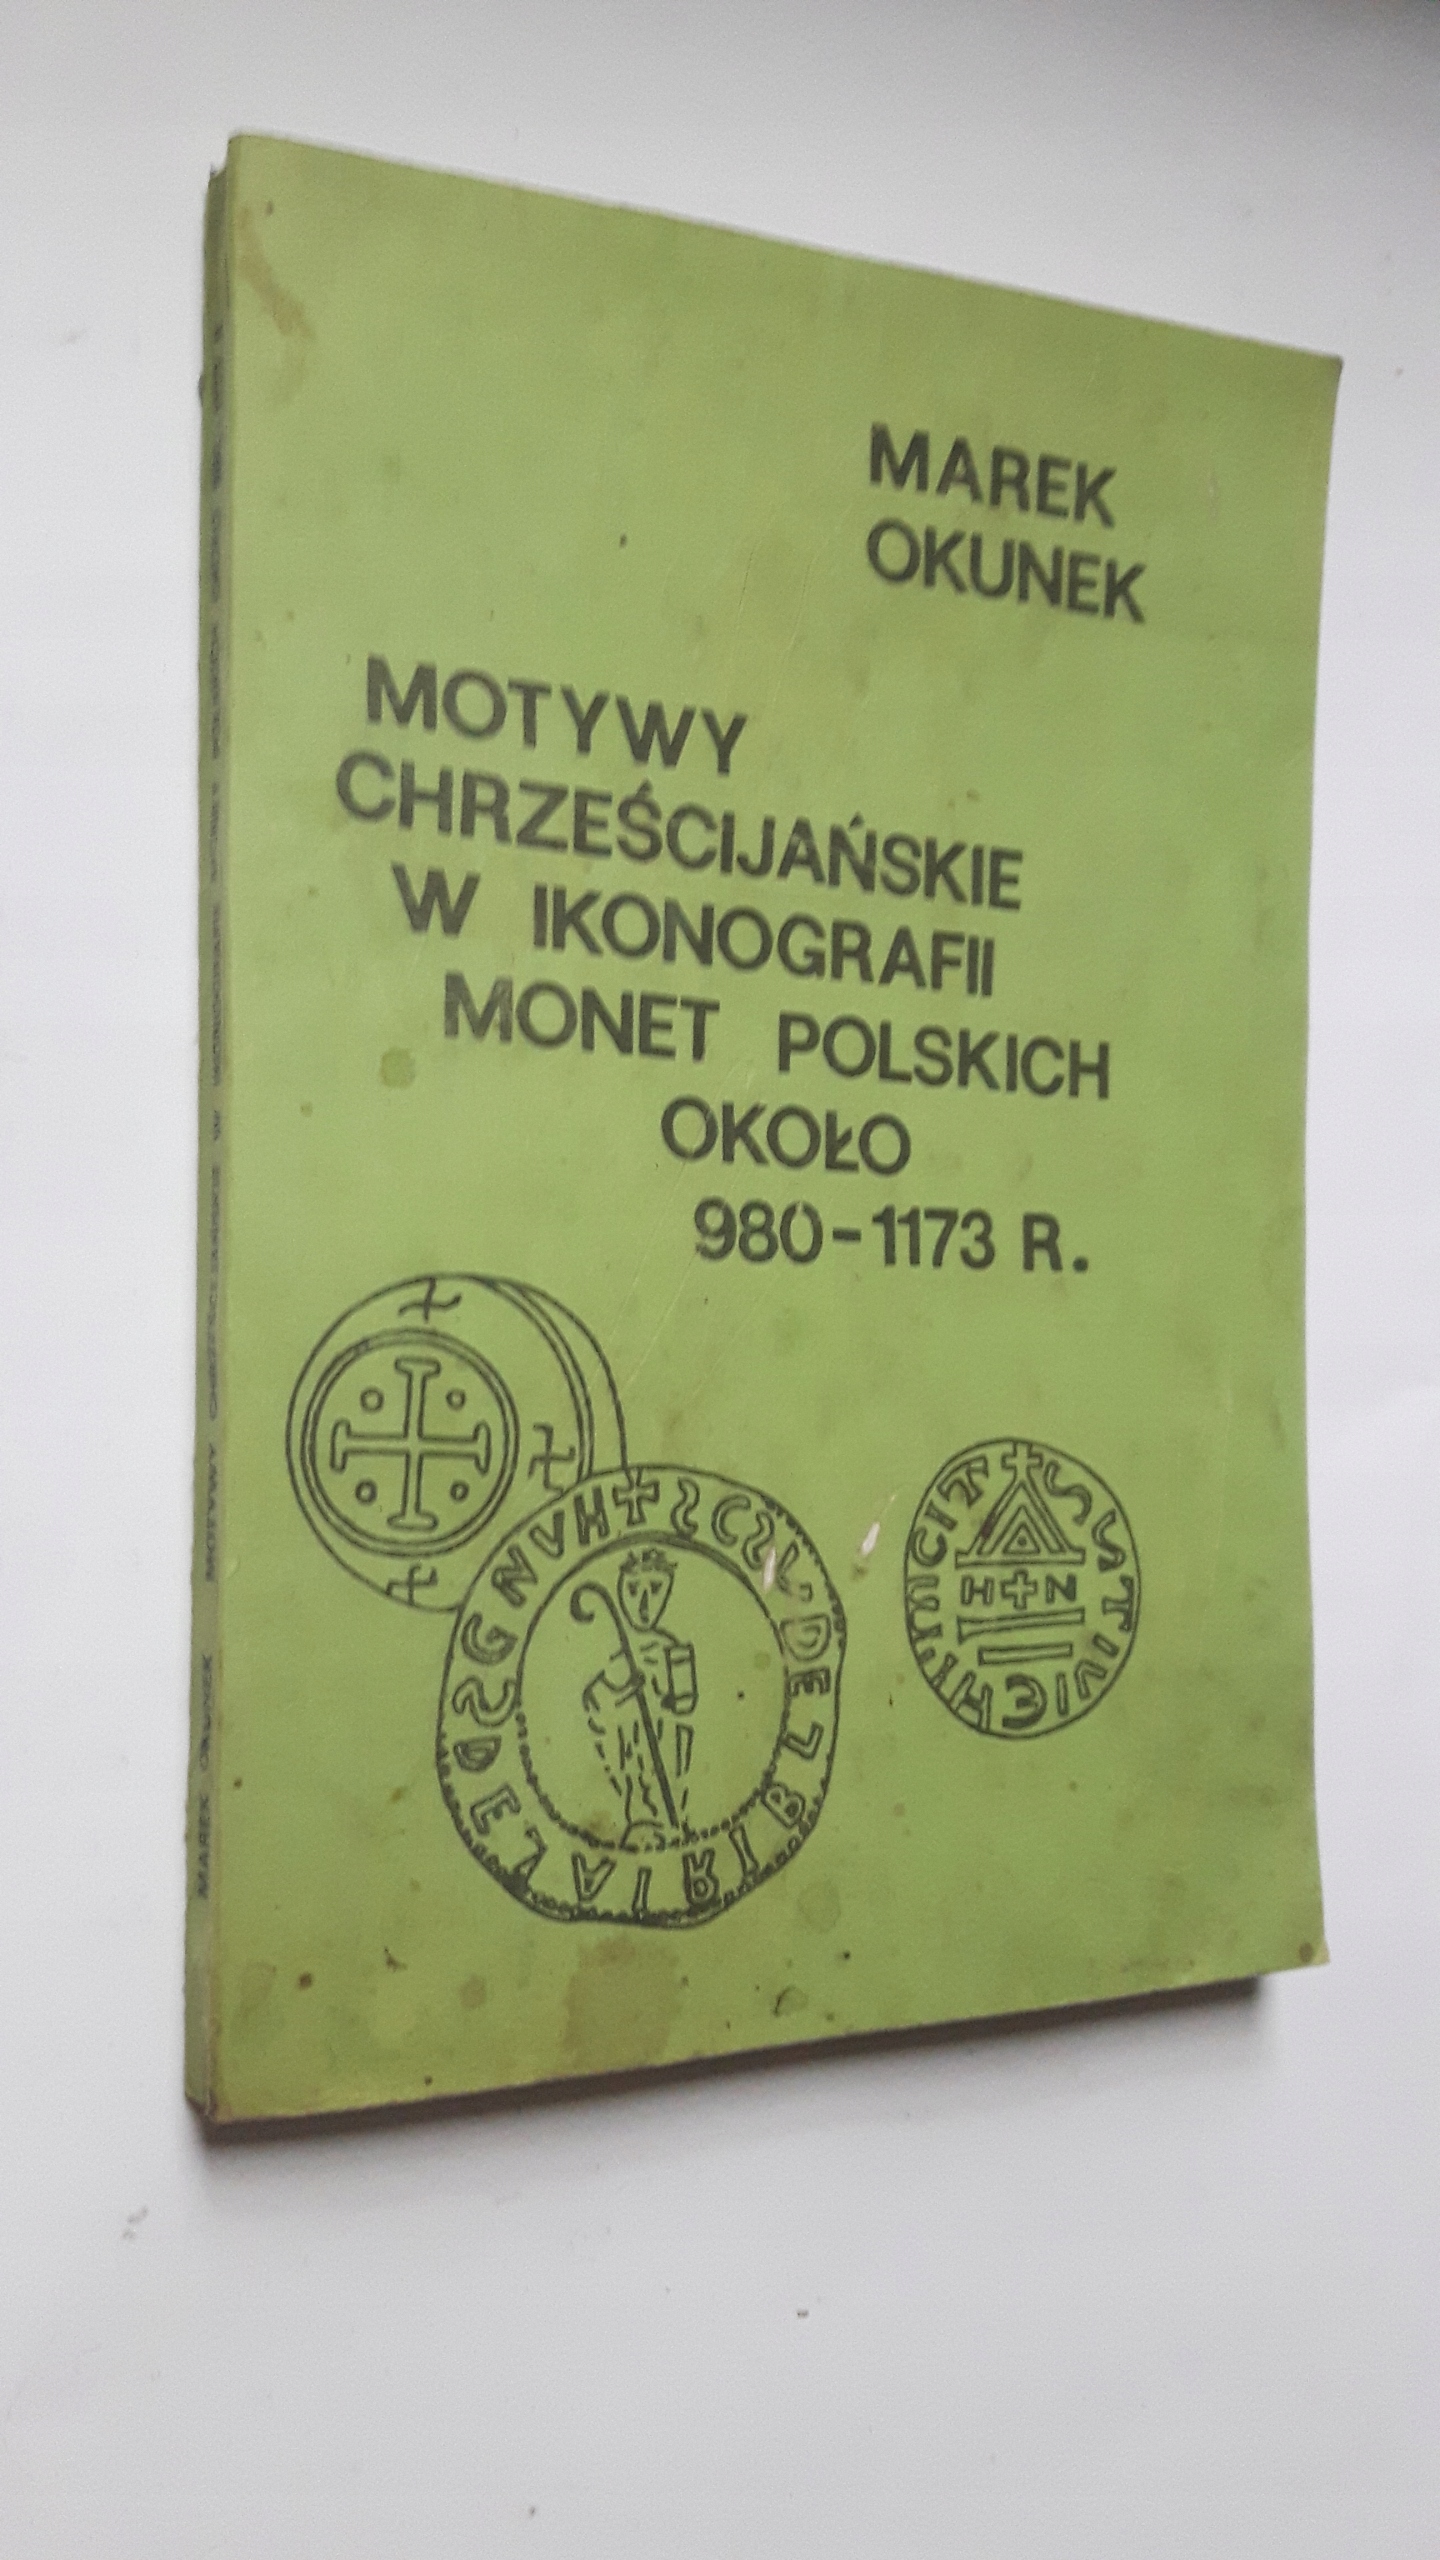 MAREK
OKUNEK
MOTYWY
CHRZEŚCIJAŃSKIE
W IKONOGRAFII
MONET POLSKICH
OKOŁO
980-1173 R.